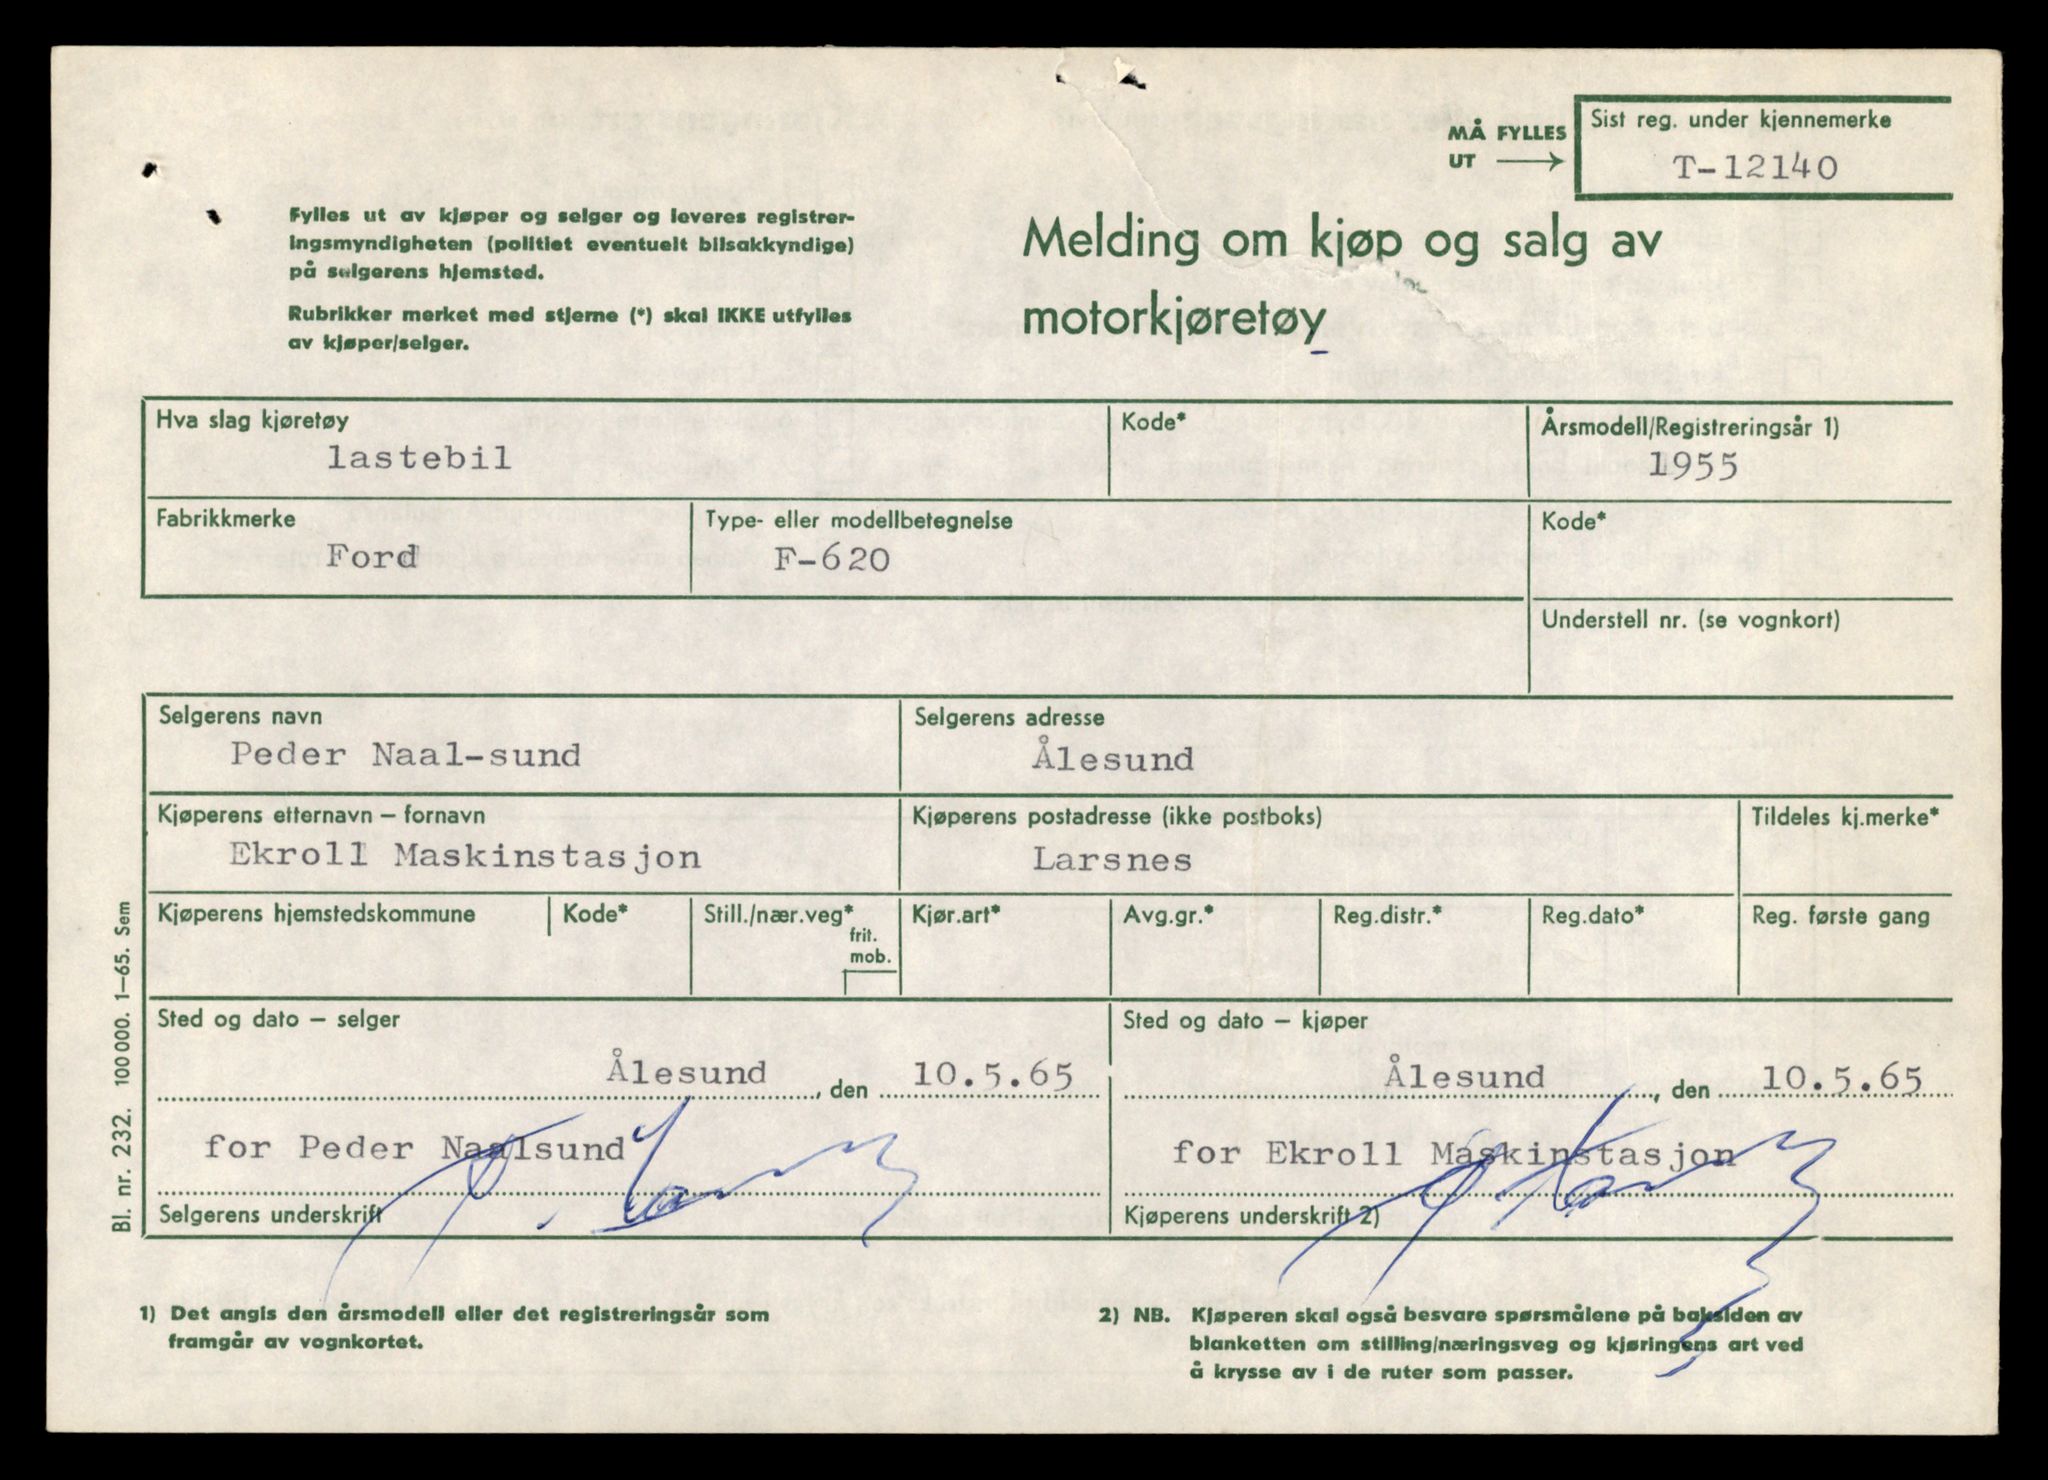 MÅ FYLLES
UT
Sist reg. under kjennemerke
T-12140
Fylles ut av kjøper og selger og leveres registrer-
ingsmyndigheten (politiet eventuelt bilsakkyndige)
på selgerens hjemsted.
Rubrikker merket med stjerne (*) skal IKKE utfylles
av kjøper/selger.
Melding om kjøp og salg av
motorkjøretøy
Hva slag kjøretøy
lastebil
Kode*
Årsmodell/Registreringsår 1)
1955
Fabrikkmerke
Ford
Type- eller modellbetegnelse
F-620
Kode*
Understell nr. (se vognkort)
Selgerens navn
Peder Naal-sund
Selgerens adresse
Ålesund
Kjøperens etternavn – fornavn
Ekroll Maskinstasjon
Kjøperens postadresse (ikke postboks)
Larsnes
Tildeles kj.merke*
Kjøperens hjemstedskommune
Kode*
Still./nær.veg*
frit.
mob.
Kjør.art*
Avg.gr.*
Reg.distr.*
Reg.dato*
Reg. første gang
Sted og dato – selger
Ålesund, den 10.5.65
for Peder Naalsund
Selgerens underskrift
Sted og dato – kjøper
Ålesund, den 10.5.65
for Ekroll Maskinstasjon
Kjøperens underskrift 2)
Bl. nr. 232. 100 000. 1–65. Sem
1) Det angis den årsmodell eller det registreringsår som
framgår av vognkortet.
2) NB. Kjøperen skal også besvare spørsmålene på baksiden av
blanketten om stilling/næringsveg og kjøringens art ved
å krysse av i de ruter som passer.